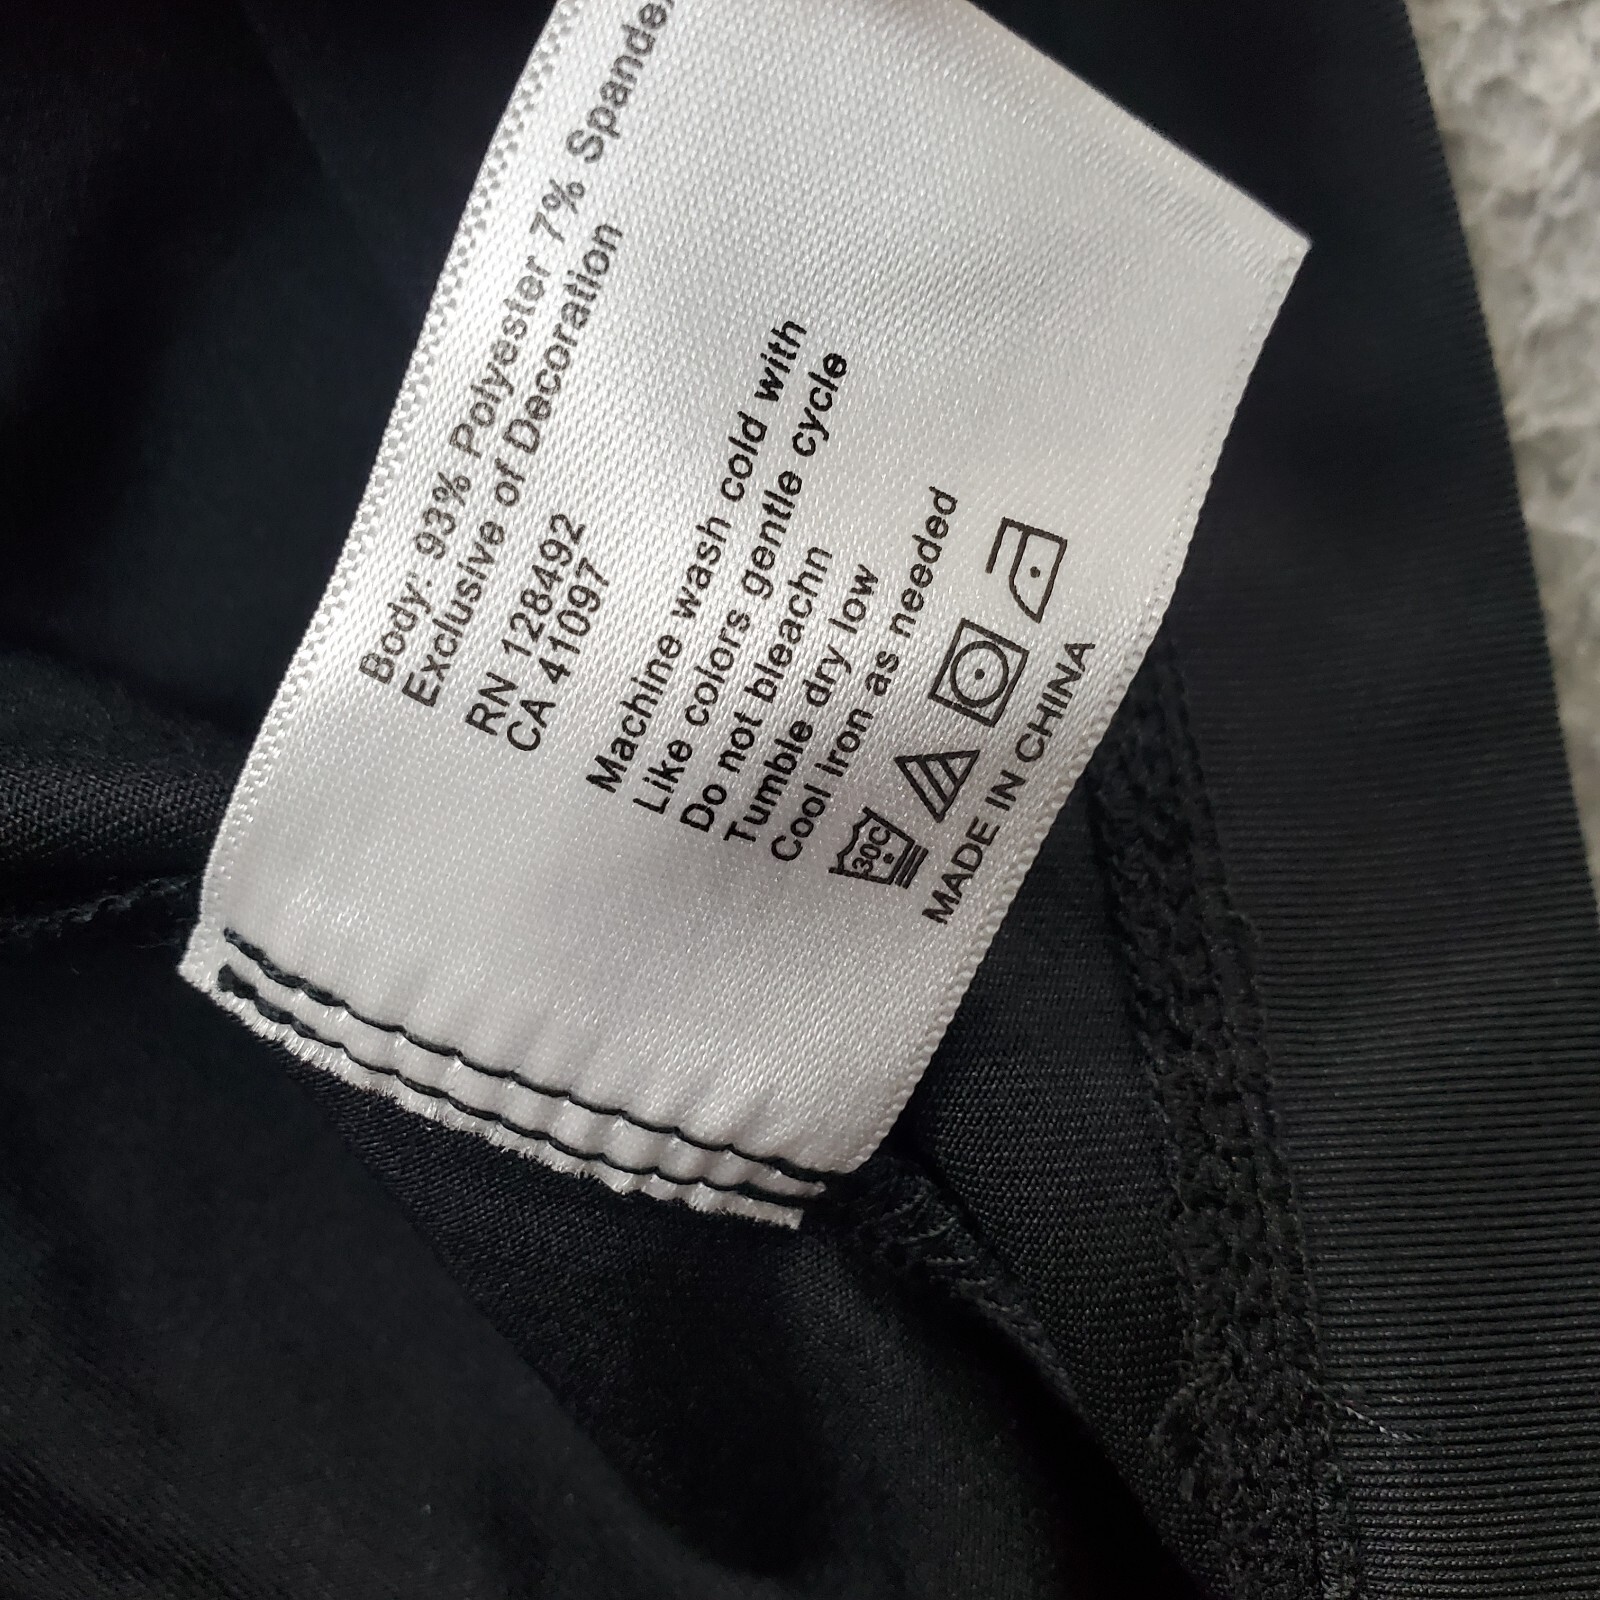 Body: 93% Polyester 7% Spandex
Exclusive of Decoration
RN 128492
CA 41097
Machine wash cold with
Like colors gentle cycle
Do not bleachn
Tumble dry low
Cool iron as needed
30C
MADE IN CHINA